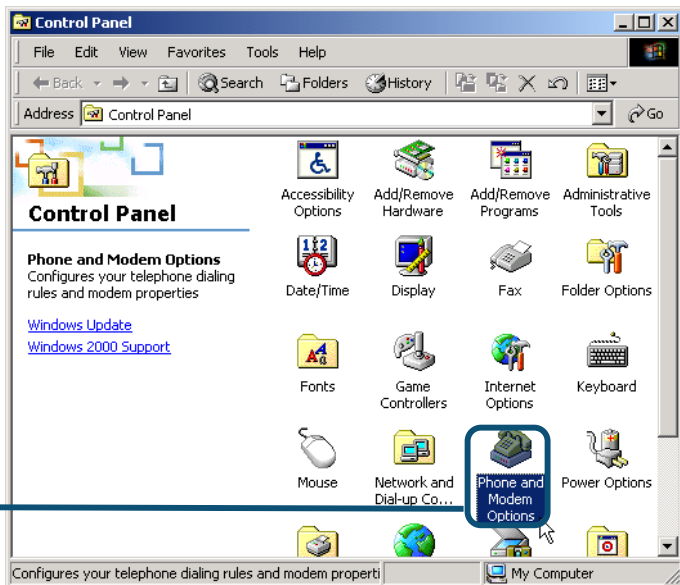 Control Panel
File Edit View Favorites Tools Help
Back Search Folders History
Address Control Panel Go
Control Panel
Phone and Modem Options
Configures your telephone dialing
rules and modem properties
Windows Update
Windows 2000 Support
Accessibility
Options
Add/Remove
Hardware
Add/Remove
Programs
Administrative
Tools
Date/Time
Display
Fax
Folder Options
Fonts
Game
Controllers
Internet
Options
Keyboard
Mouse
Network and
Dial-up Co...
Phone and
Modem
Options
Power Options
Configures your telephone dialing rules and modem properti My Computer